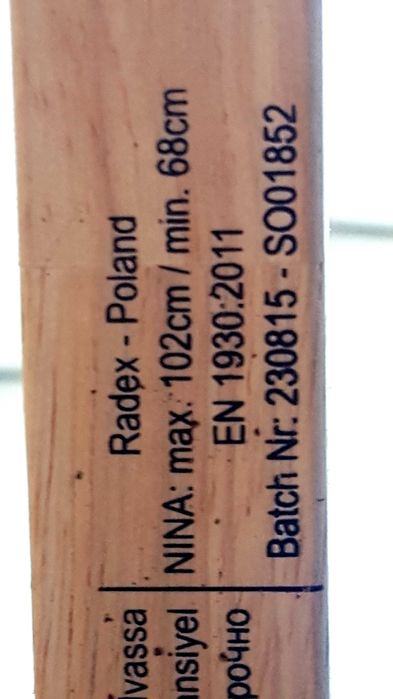 Radex - Poland
NINA: max. 102cm / min. 68cm
EN 1930:2011
Batch Nr: 230815 - SO01852